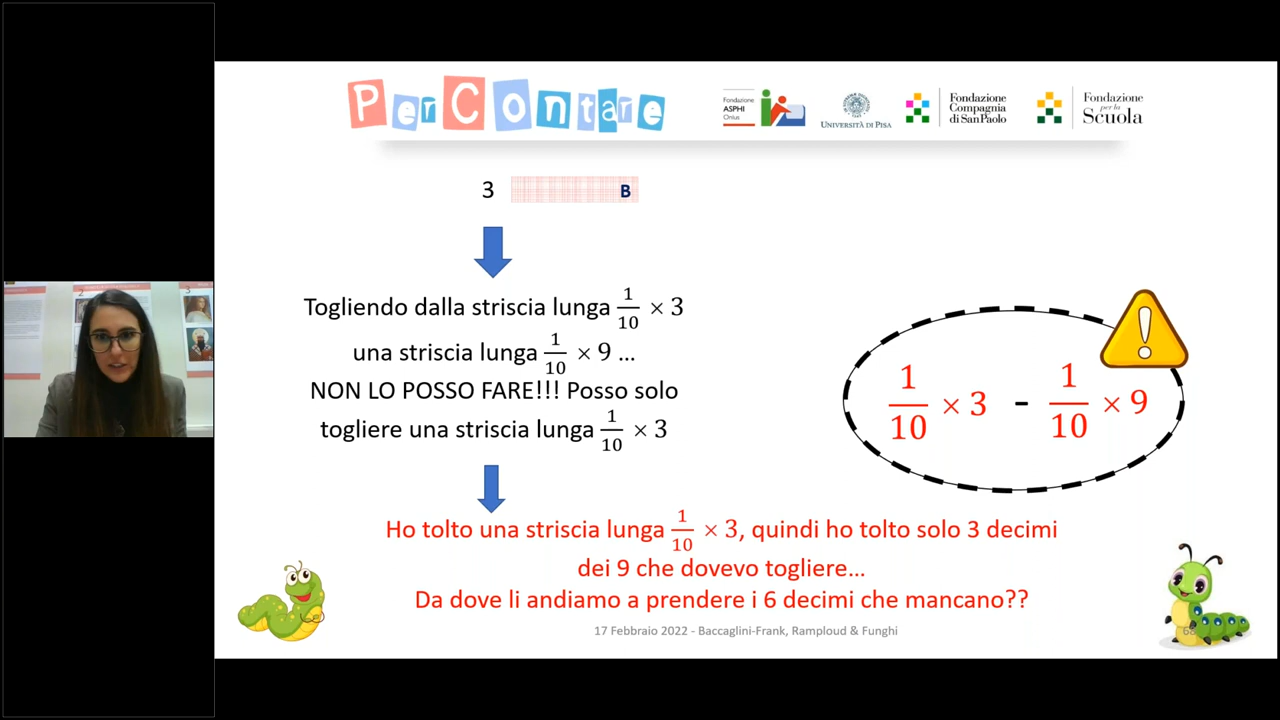 PerContare
Fondazione
ASPHI
Onlus
UNIVERSITÀ DI PISA
Fondazione
Compagnia
di San Paolo
Fondazione
per la
Scuola
3 B
Togliendo dalla striscia lunga 1/10 × 3
una striscia lunga 1/10 × 9 ...
NON LO POSSO FARE!!! Posso solo
togliere una striscia lunga 1/10 × 3
1/10 × 3 - 1/10 × 9
!
Ho tolto una striscia lunga 1/10 × 3, quindi ho tolto solo 3 decimi
dei 9 che dovevo togliere...
Da dove li andiamo a prendere i 6 decimi che mancano??
17 Febbraio 2022 - Baccaglini-Frank, Ramploud & Funghi